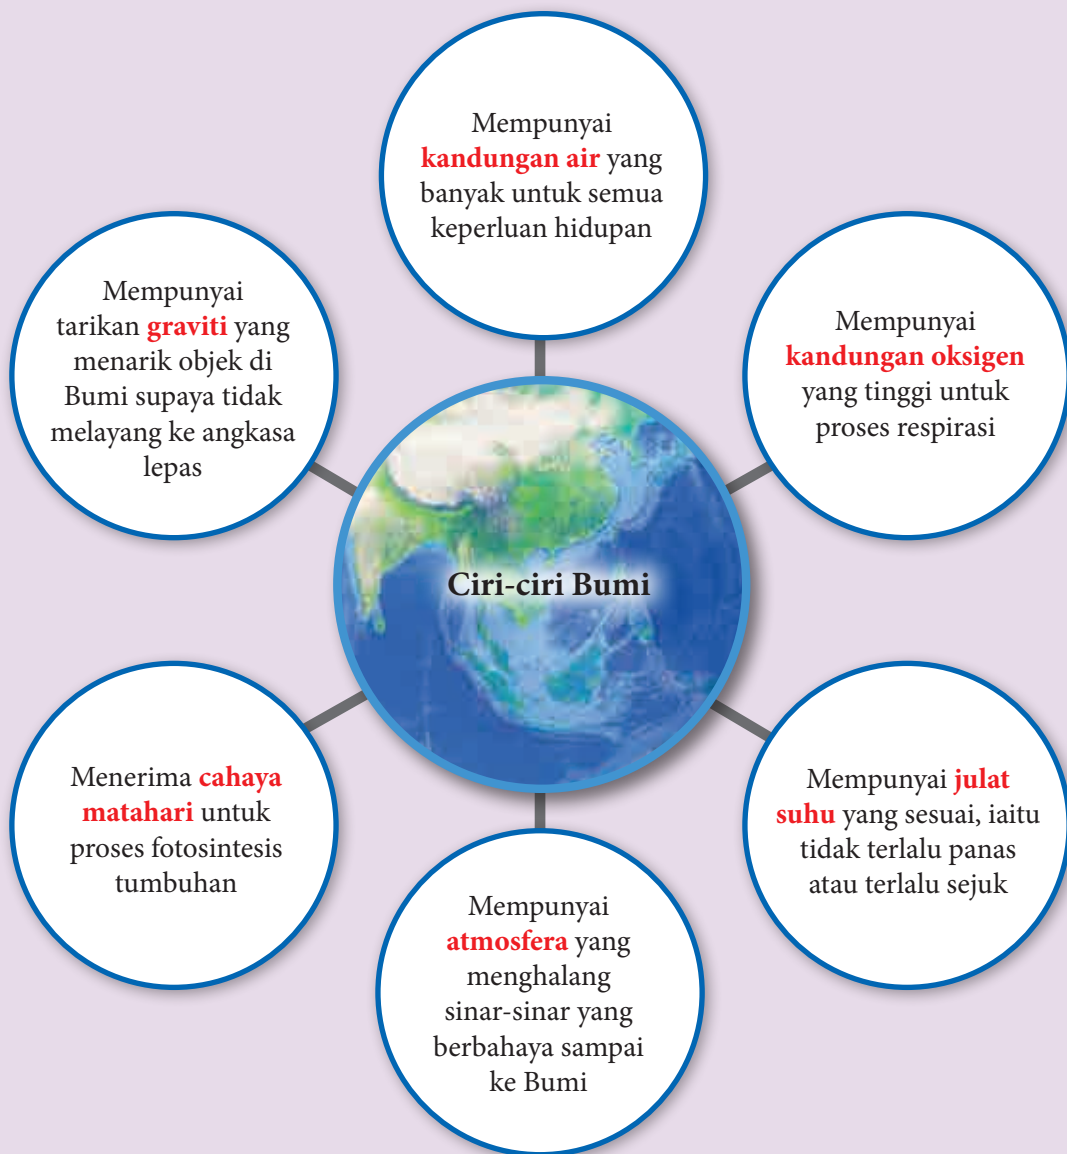 Mempunyai
kandungan air yang
banyak untuk semua
keperluan hidupan
Mempunyai
tarikan graviti yang
menarik objek di
Bumi supaya tidak
melayang ke angkasa
lepas
Mempunyai
kandungan oksigen
yang tinggi untuk
proses respirasi
Ciri-ciri Bumi
Menerima cahaya
matahari untuk
proses fotosintesis
tumbuhan
Mempunyai julat
suhu yang sesuai, iaitu
tidak terlalu panas
atau terlalu sejuk
Mempunyai
atmosfera yang
menghalang
sinar-sinar yang
berbahaya sampai
ke Bumi